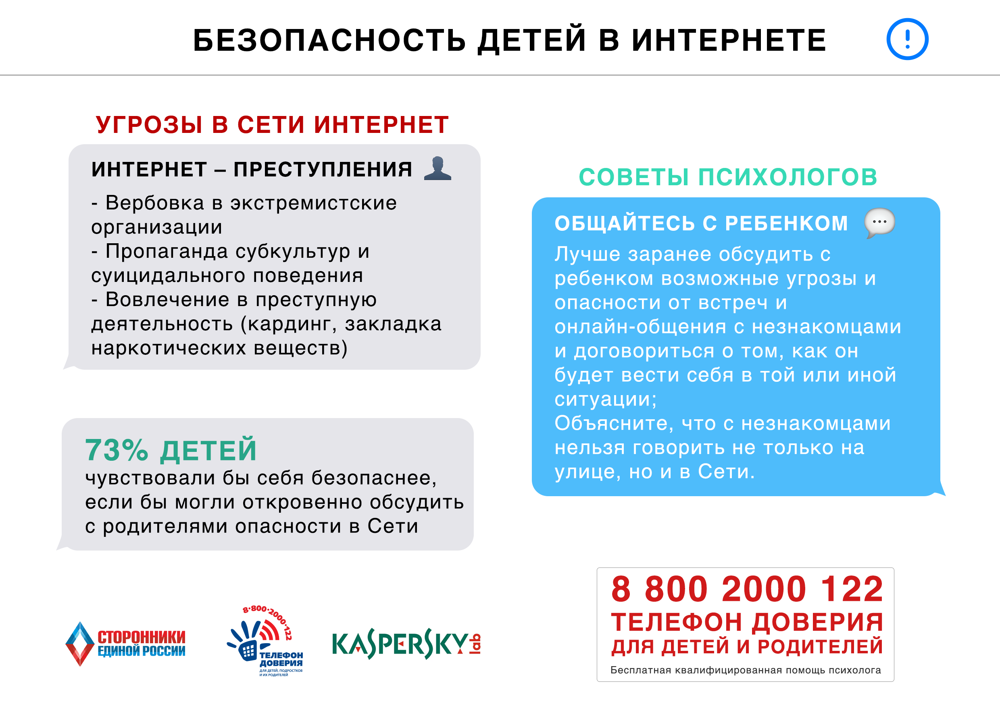 БЕЗОПАСНОСТЬ ДЕТЕЙ В ИНТЕРНЕТЕ
УГРОЗЫ В СЕТИ ИНТЕРНЕТ
ИНТЕРНЕТ – ПРЕСТУПЛЕНИЯ
- Вербовка в экстремистские
организации
- Пропаганда субкультур и
суицидального поведения
- Вовлечение в преступную
деятельность (кардинг, закладка
наркотических веществ)
73% ДЕТЕЙ
чувствовали бы себя безопаснее,
если бы могли откровенно обсудить
с родителями опасности в Сети
СОВЕТЫ ПСИХОЛОГОВ
ОБЩАЙТЕСЬ С РЕБЕНКОМ
Лучше заранее обсудить с
ребенком возможные угрозы и
опасности от встреч и
онлайн-общения с незнакомцами
и договориться о том, как он
будет вести себя в той или иной
ситуации;
Объясните, что с незнакомцами
нельзя говорить не только на
улице, но и в Сети.
СТОРОННИКИ
ЕДИНОЙ РОССИИ
8·800·2000·122
ТЕЛЕФОН
ДОВЕРИЯ
ДЛЯ ДЕТЕЙ, ПОДРОСТКОВ
И ИХ РОДИТЕЛЕЙ
KASPERSKY lab
8 800 2000 122
ТЕЛЕФОН ДОВЕРИЯ
ДЛЯ ДЕТЕЙ И РОДИТЕЛЕЙ
Бесплатная квалифицированная помощь психолога